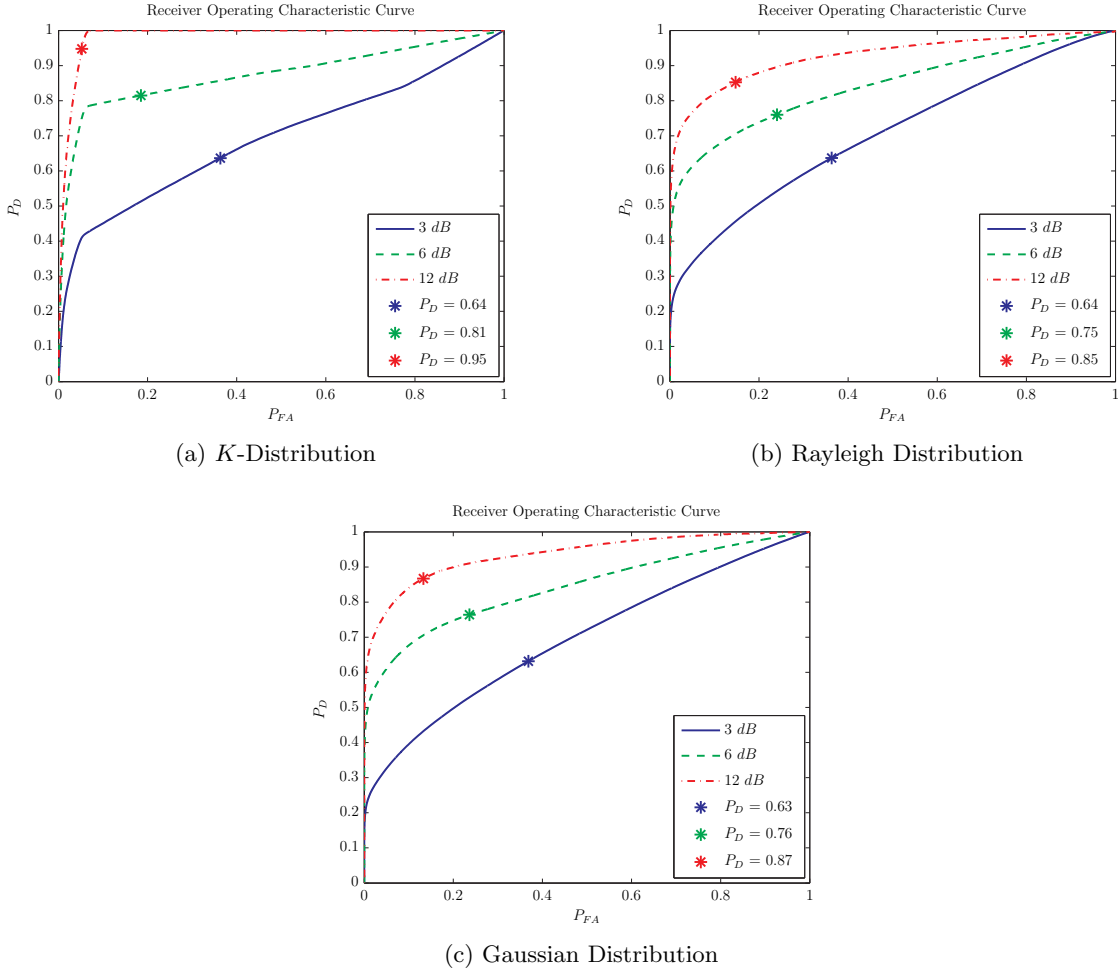 Receiver Operating Characteristic Curve
1
0.9
0.8
0.7
0.6
0.5
0.4
0.3
0.2
0.1
0
P_D
0 0.2 0.4 0.6 0.8 1
P_{FA}
3 dB
6 dB
12 dB
P_D = 0.64
P_D = 0.81
P_D = 0.95
(a) K-Distribution
Receiver Operating Characteristic Curve
1
0.9
0.8
0.7
0.6
0.5
0.4
0.3
0.2
0.1
0
P_D
0 0.2 0.4 0.6 0.8 1
P_{FA}
3 dB
6 dB
12 dB
P_D = 0.64
P_D = 0.75
P_D = 0.85
(b) Rayleigh Distribution
Receiver Operating Characteristic Curve
1
0.9
0.8
0.7
0.6
0.5
0.4
0.3
0.2
0.1
0
P_D
0 0.2 0.4 0.6 0.8 1
P_{FA}
3 dB
6 dB
12 dB
P_D = 0.63
P_D = 0.76
P_D = 0.87
(c) Gaussian Distribution